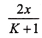 2x
K + 1